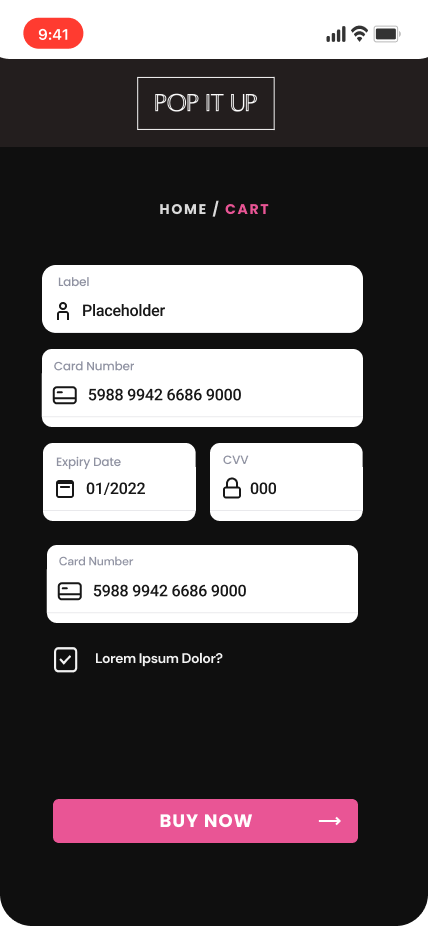 9:41
POP IT UP
HOME / CART
Label
Placeholder
Card Number
5988 9942 6686 9000
Expiry Date
01/2022
CVV
000
Card Number
5988 9942 6686 9000
Lorem Ipsum Dolor?
BUY NOW →